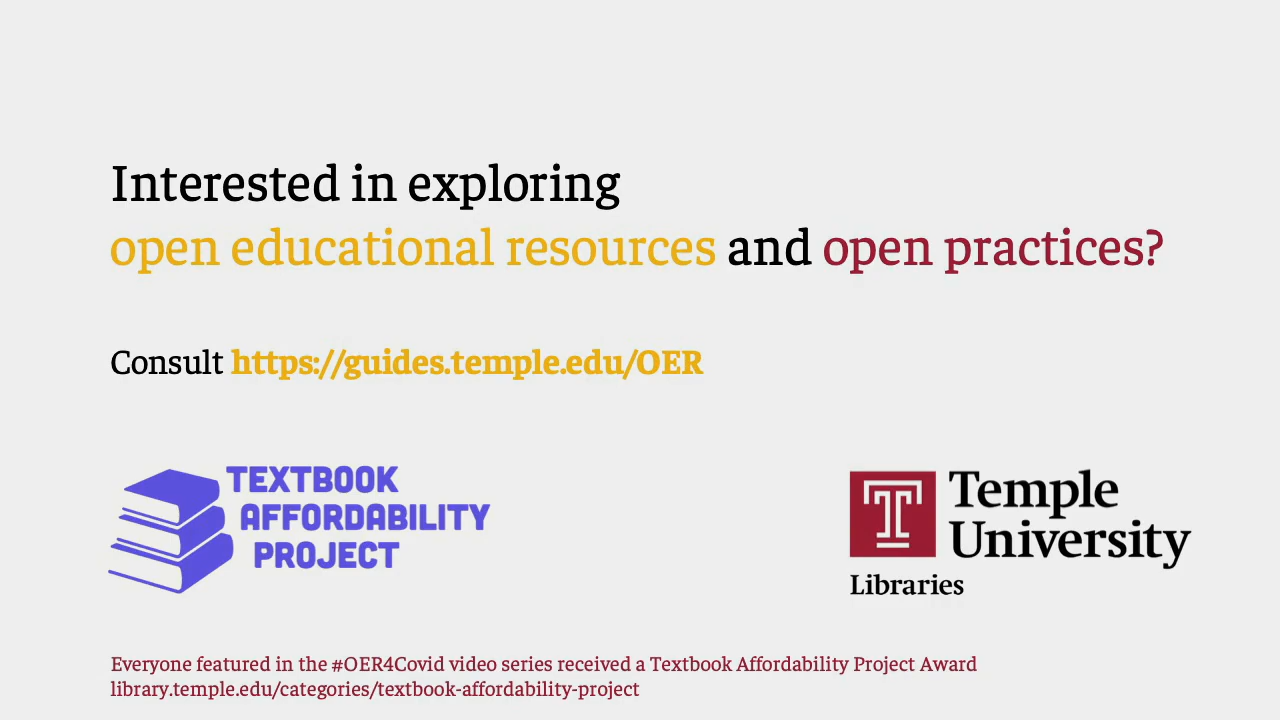 Interested in exploring
open educational resources and open practices?
Consult https://guides.temple.edu/OER
TEXTBOOK
AFFORDABILITY
PROJECT
T Temple
University
Libraries
Everyone featured in the #OER4Covid video series received a Textbook Affordability Project Award
library.temple.edu/categories/textbook-affordability-project